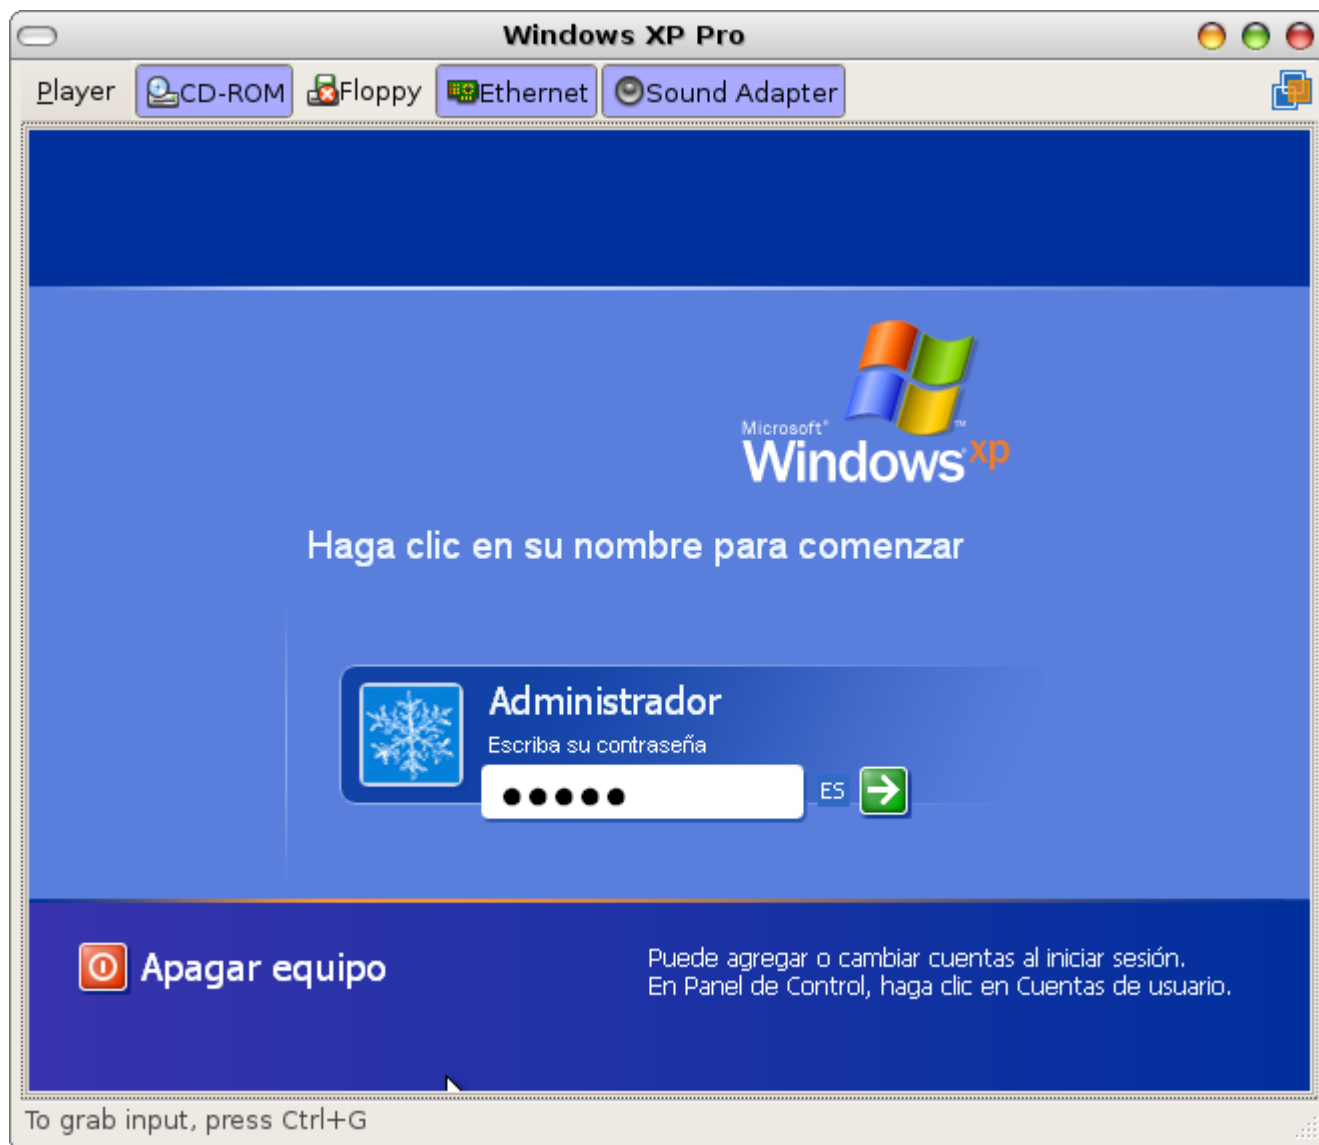 Windows XP Pro
Player CD-ROM Floppy Ethernet Sound Adapter
Microsoft®
Windows xp ™
Haga clic en su nombre para comenzar
Administrador
Escriba su contraseña
ES
Apagar equipo
Puede agregar o cambiar cuentas al iniciar sesión.
En Panel de Control, haga clic en Cuentas de usuario.
To grab input, press Ctrl+G